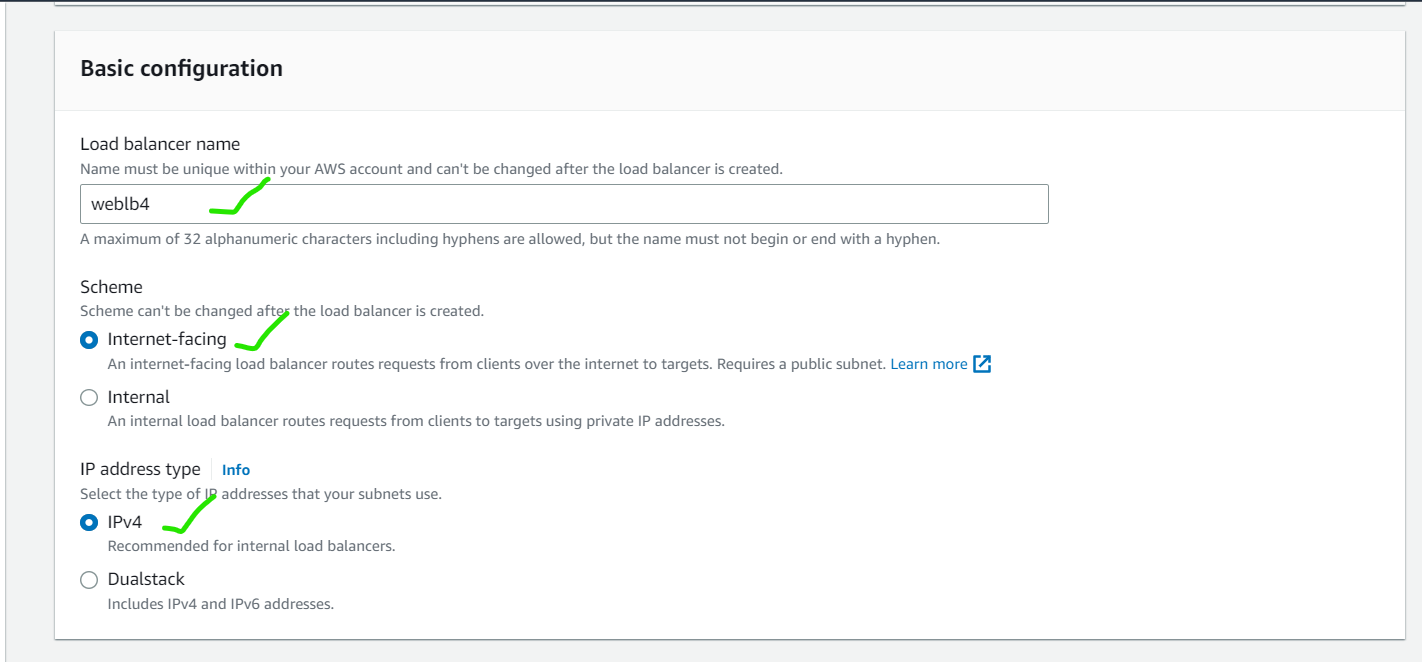 Basic configuration
Load balancer name
Name must be unique within your AWS account and can't be changed after the load balancer is created.
weblb4
A maximum of 32 alphanumeric characters including hyphens are allowed, but the name must not begin or end with a hyphen.
Scheme
Scheme can't be changed after the load balancer is created.
Internet-facing
An internet-facing load balancer routes requests from clients over the internet to targets. Requires a public subnet. Learn more
Internal
An internal load balancer routes requests from clients to targets using private IP addresses.
IP address type Info
Select the type of IP addresses that your subnets use.
IPv4
Recommended for internal load balancers.
Dualstack
Includes IPv4 and IPv6 addresses.